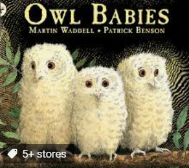 OWL BABIES
MARTIN WADDELL • PATRICK BENSON
5+ stores